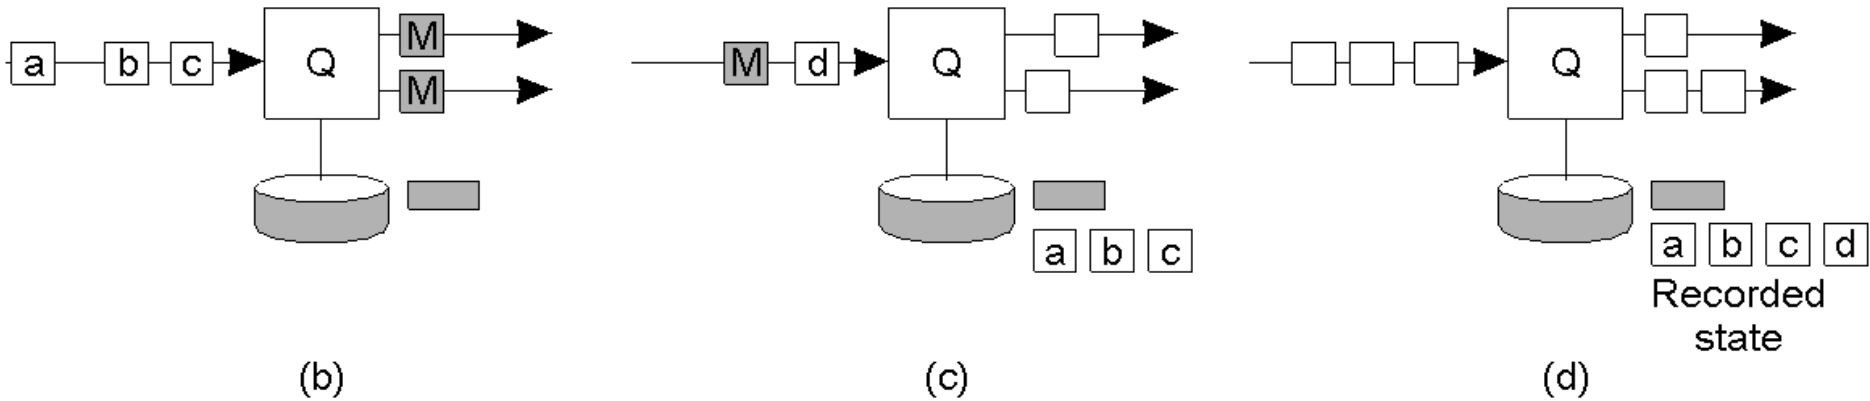 a b c Q M
M
(b)
M d Q
a b c
(c)
Q
a b c d
Recorded
state
(d)